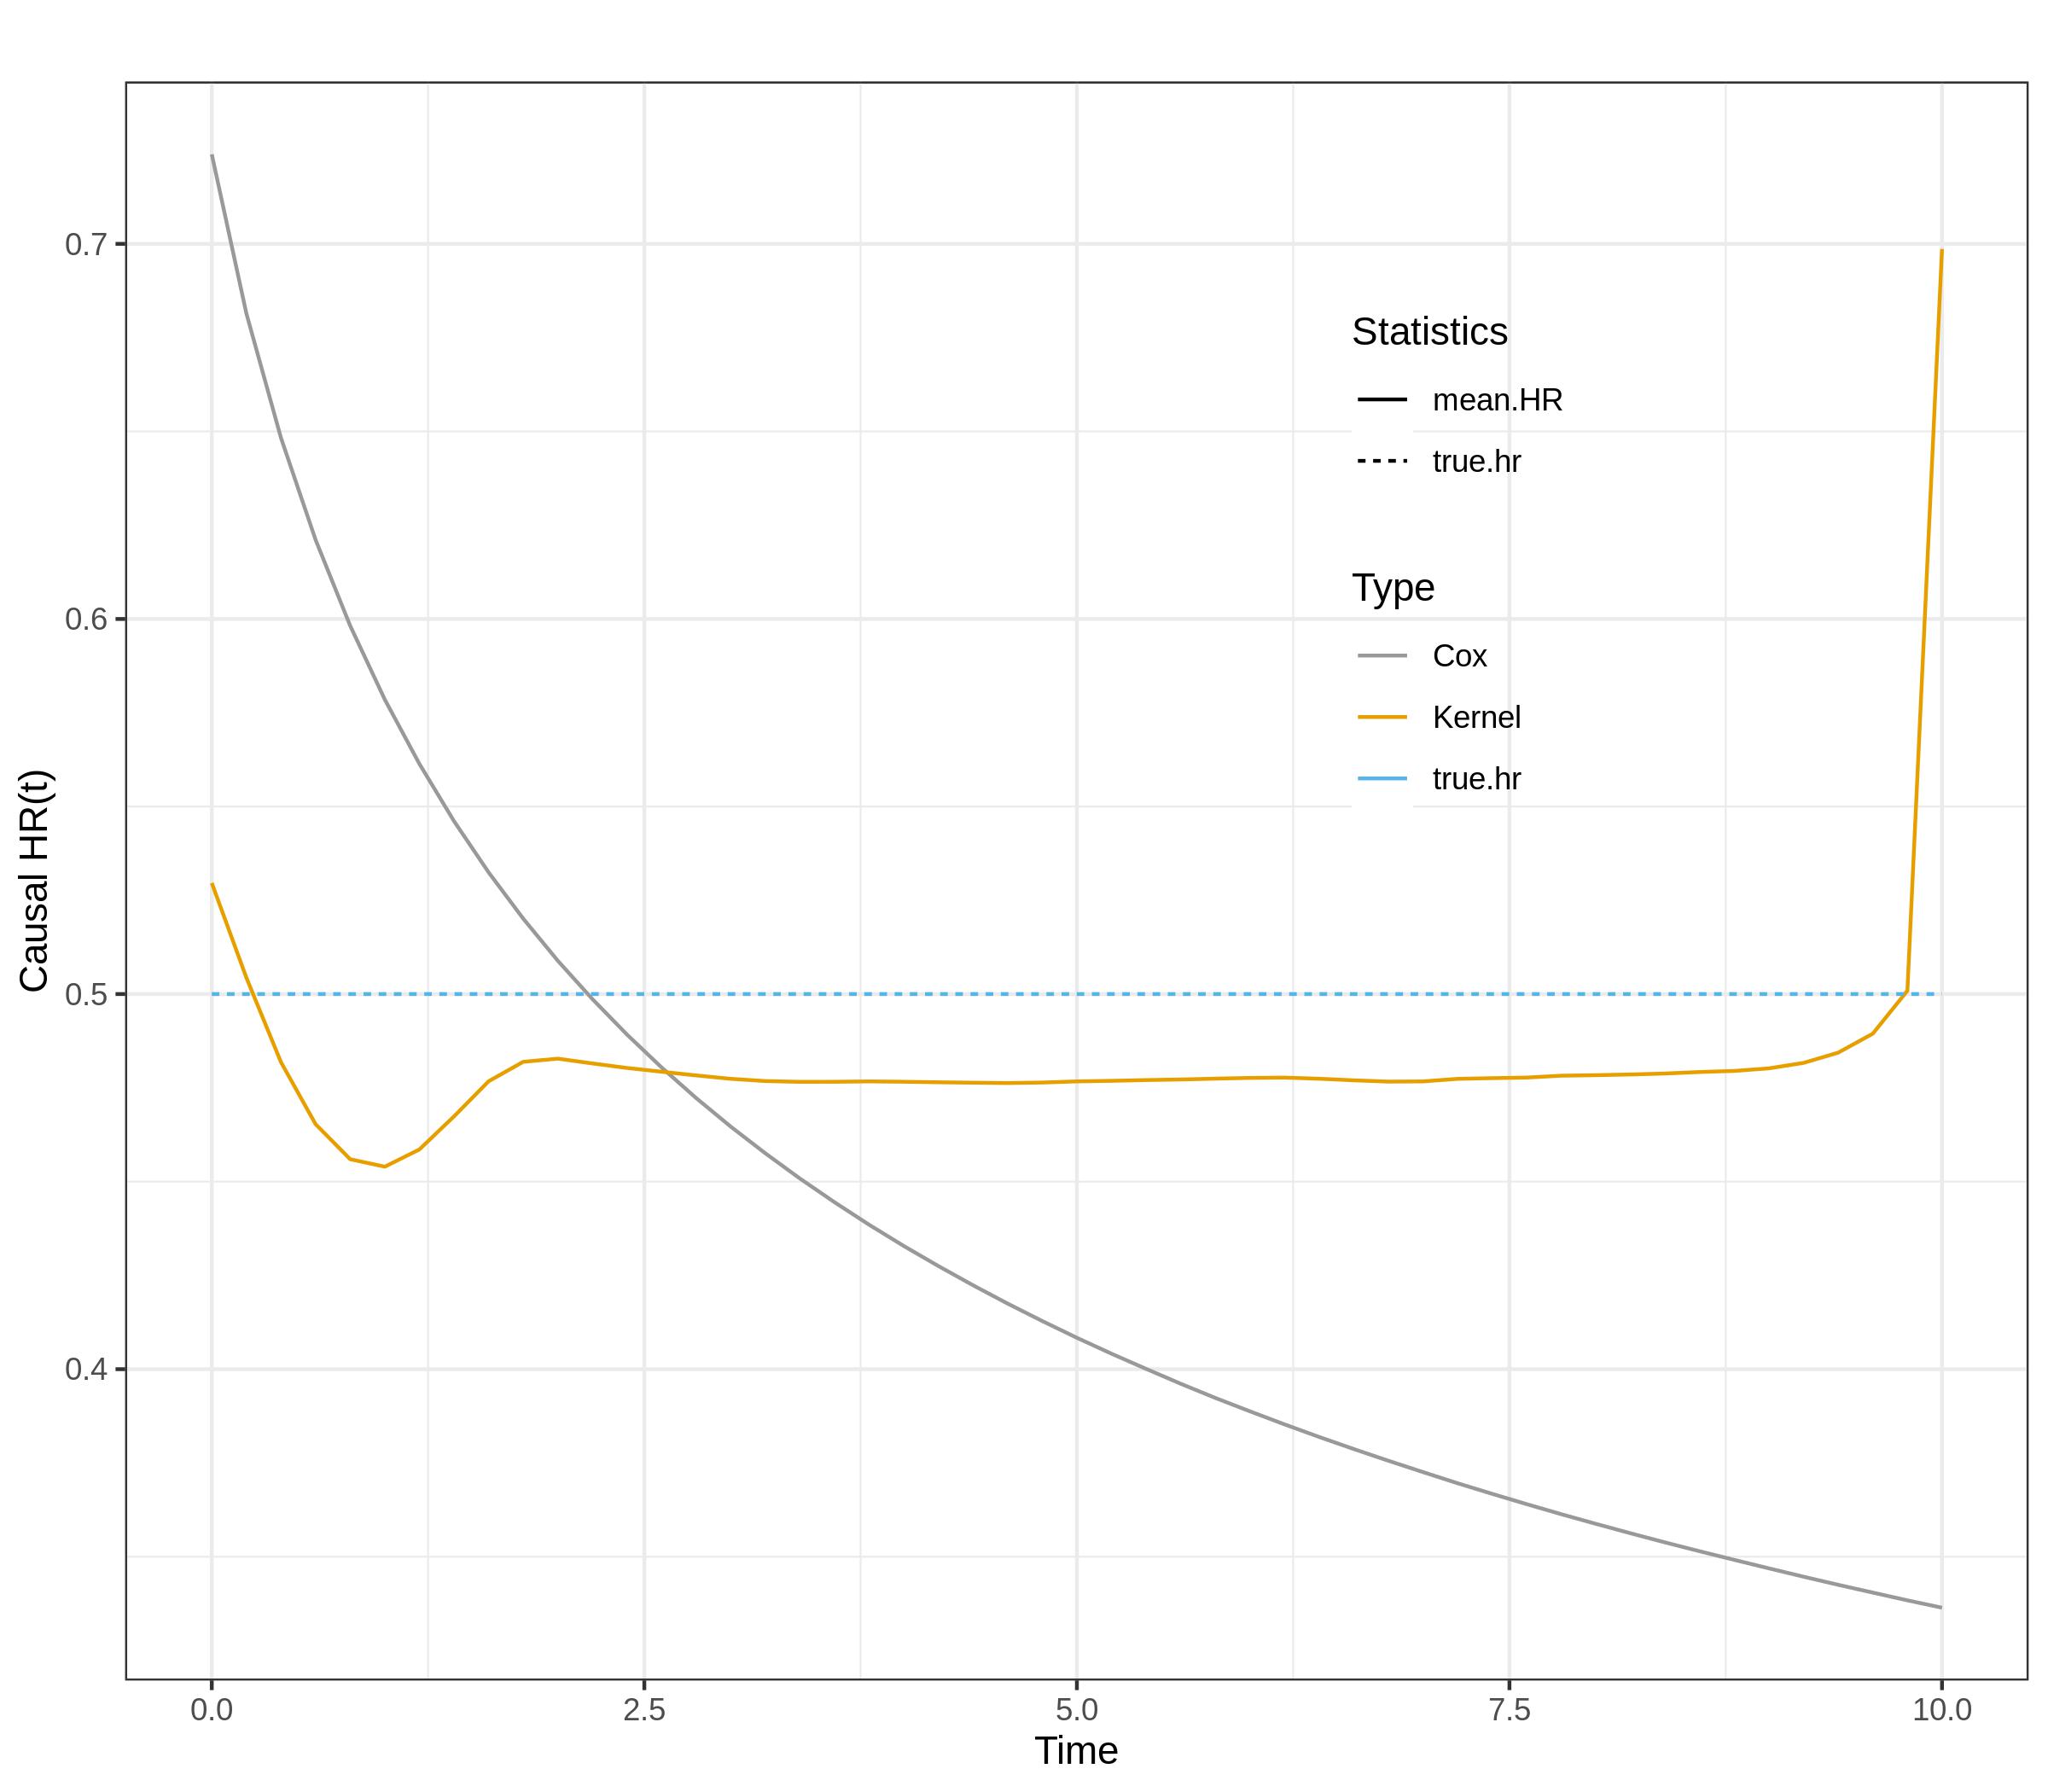 Causal HR(t)
0.7
0.6
0.5
0.4
Statistics
mean.HR
true.hr
Type
Cox
Kernel
true.hr
0.0 2.5 5.0 7.5 10.0
Time